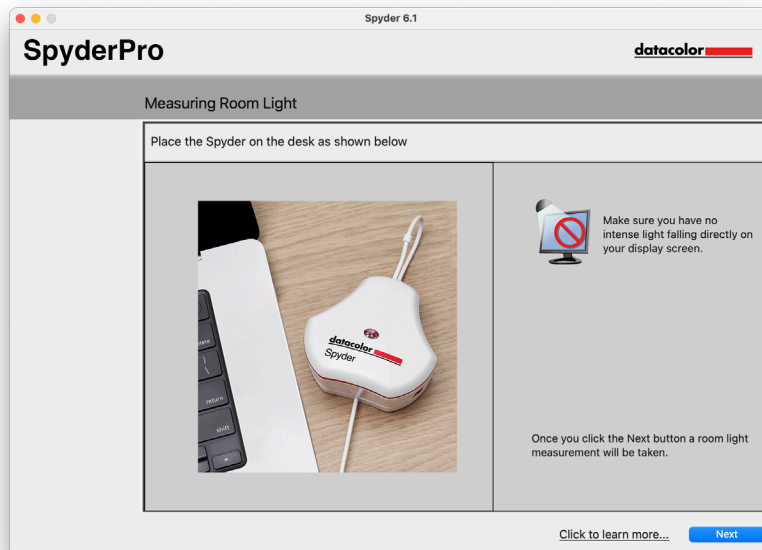 Spyder 6.1
SpyderPro
datacolor
Measuring Room Light
Place the Spyder on the desk as shown below
Make sure you have no
intense light falling directly on
your display screen.
return
shift
datacolor
Spyder
Once you click the Next button a room light
measurement will be taken.
Click to learn more...
Next